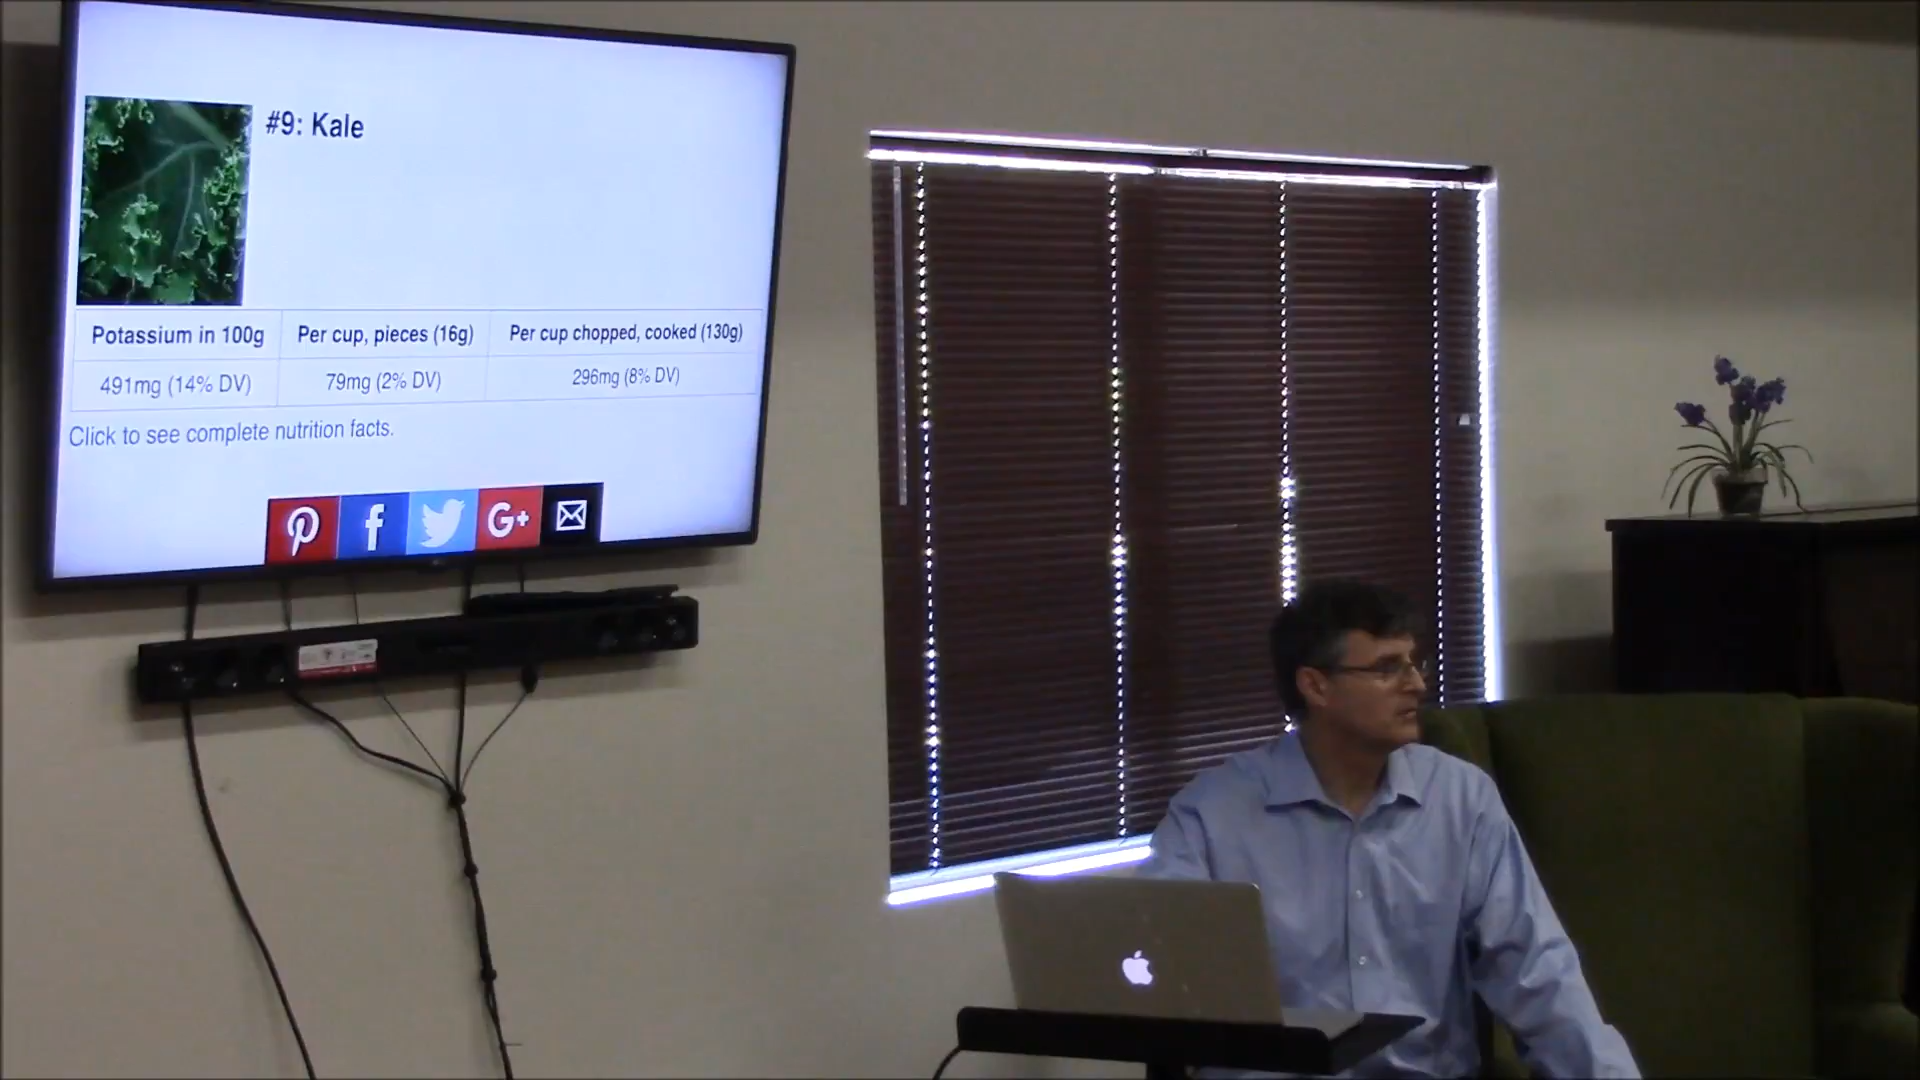 #9: Kale
Potassium in 100g Per cup, pieces (16g) Per cup chopped, cooked (130g)
491mg (14% DV) 79mg (2% DV) 296mg (8% DV)
Click to see complete nutrition facts.
G+